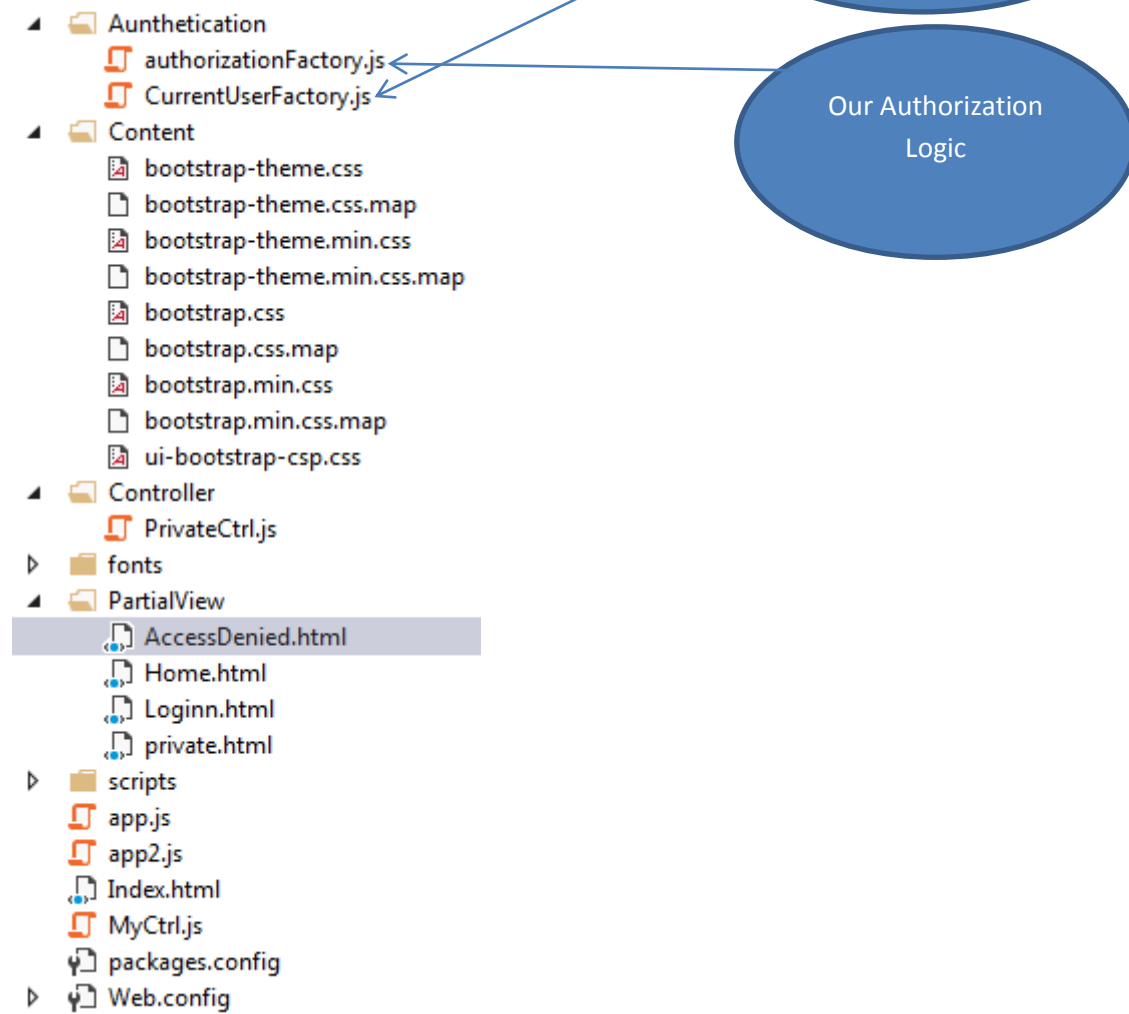 Aunthetication
authorizationFactory.js
CurrentUserFactory.js
Our Authorization
Logic
Content
bootstrap-theme.css
bootstrap-theme.css.map
bootstrap-theme.min.css
bootstrap-theme.min.css.map
bootstrap.css
bootstrap.css.map
bootstrap.min.css
bootstrap.min.css.map
ui-bootstrap-csp.css
Controller
PrivateCtrl.js
fonts
PartialView
AccessDenied.html
Home.html
Loginn.html
private.html
scripts
app.js
app2.js
Index.html
MyCtrl.js
packages.config
Web.config